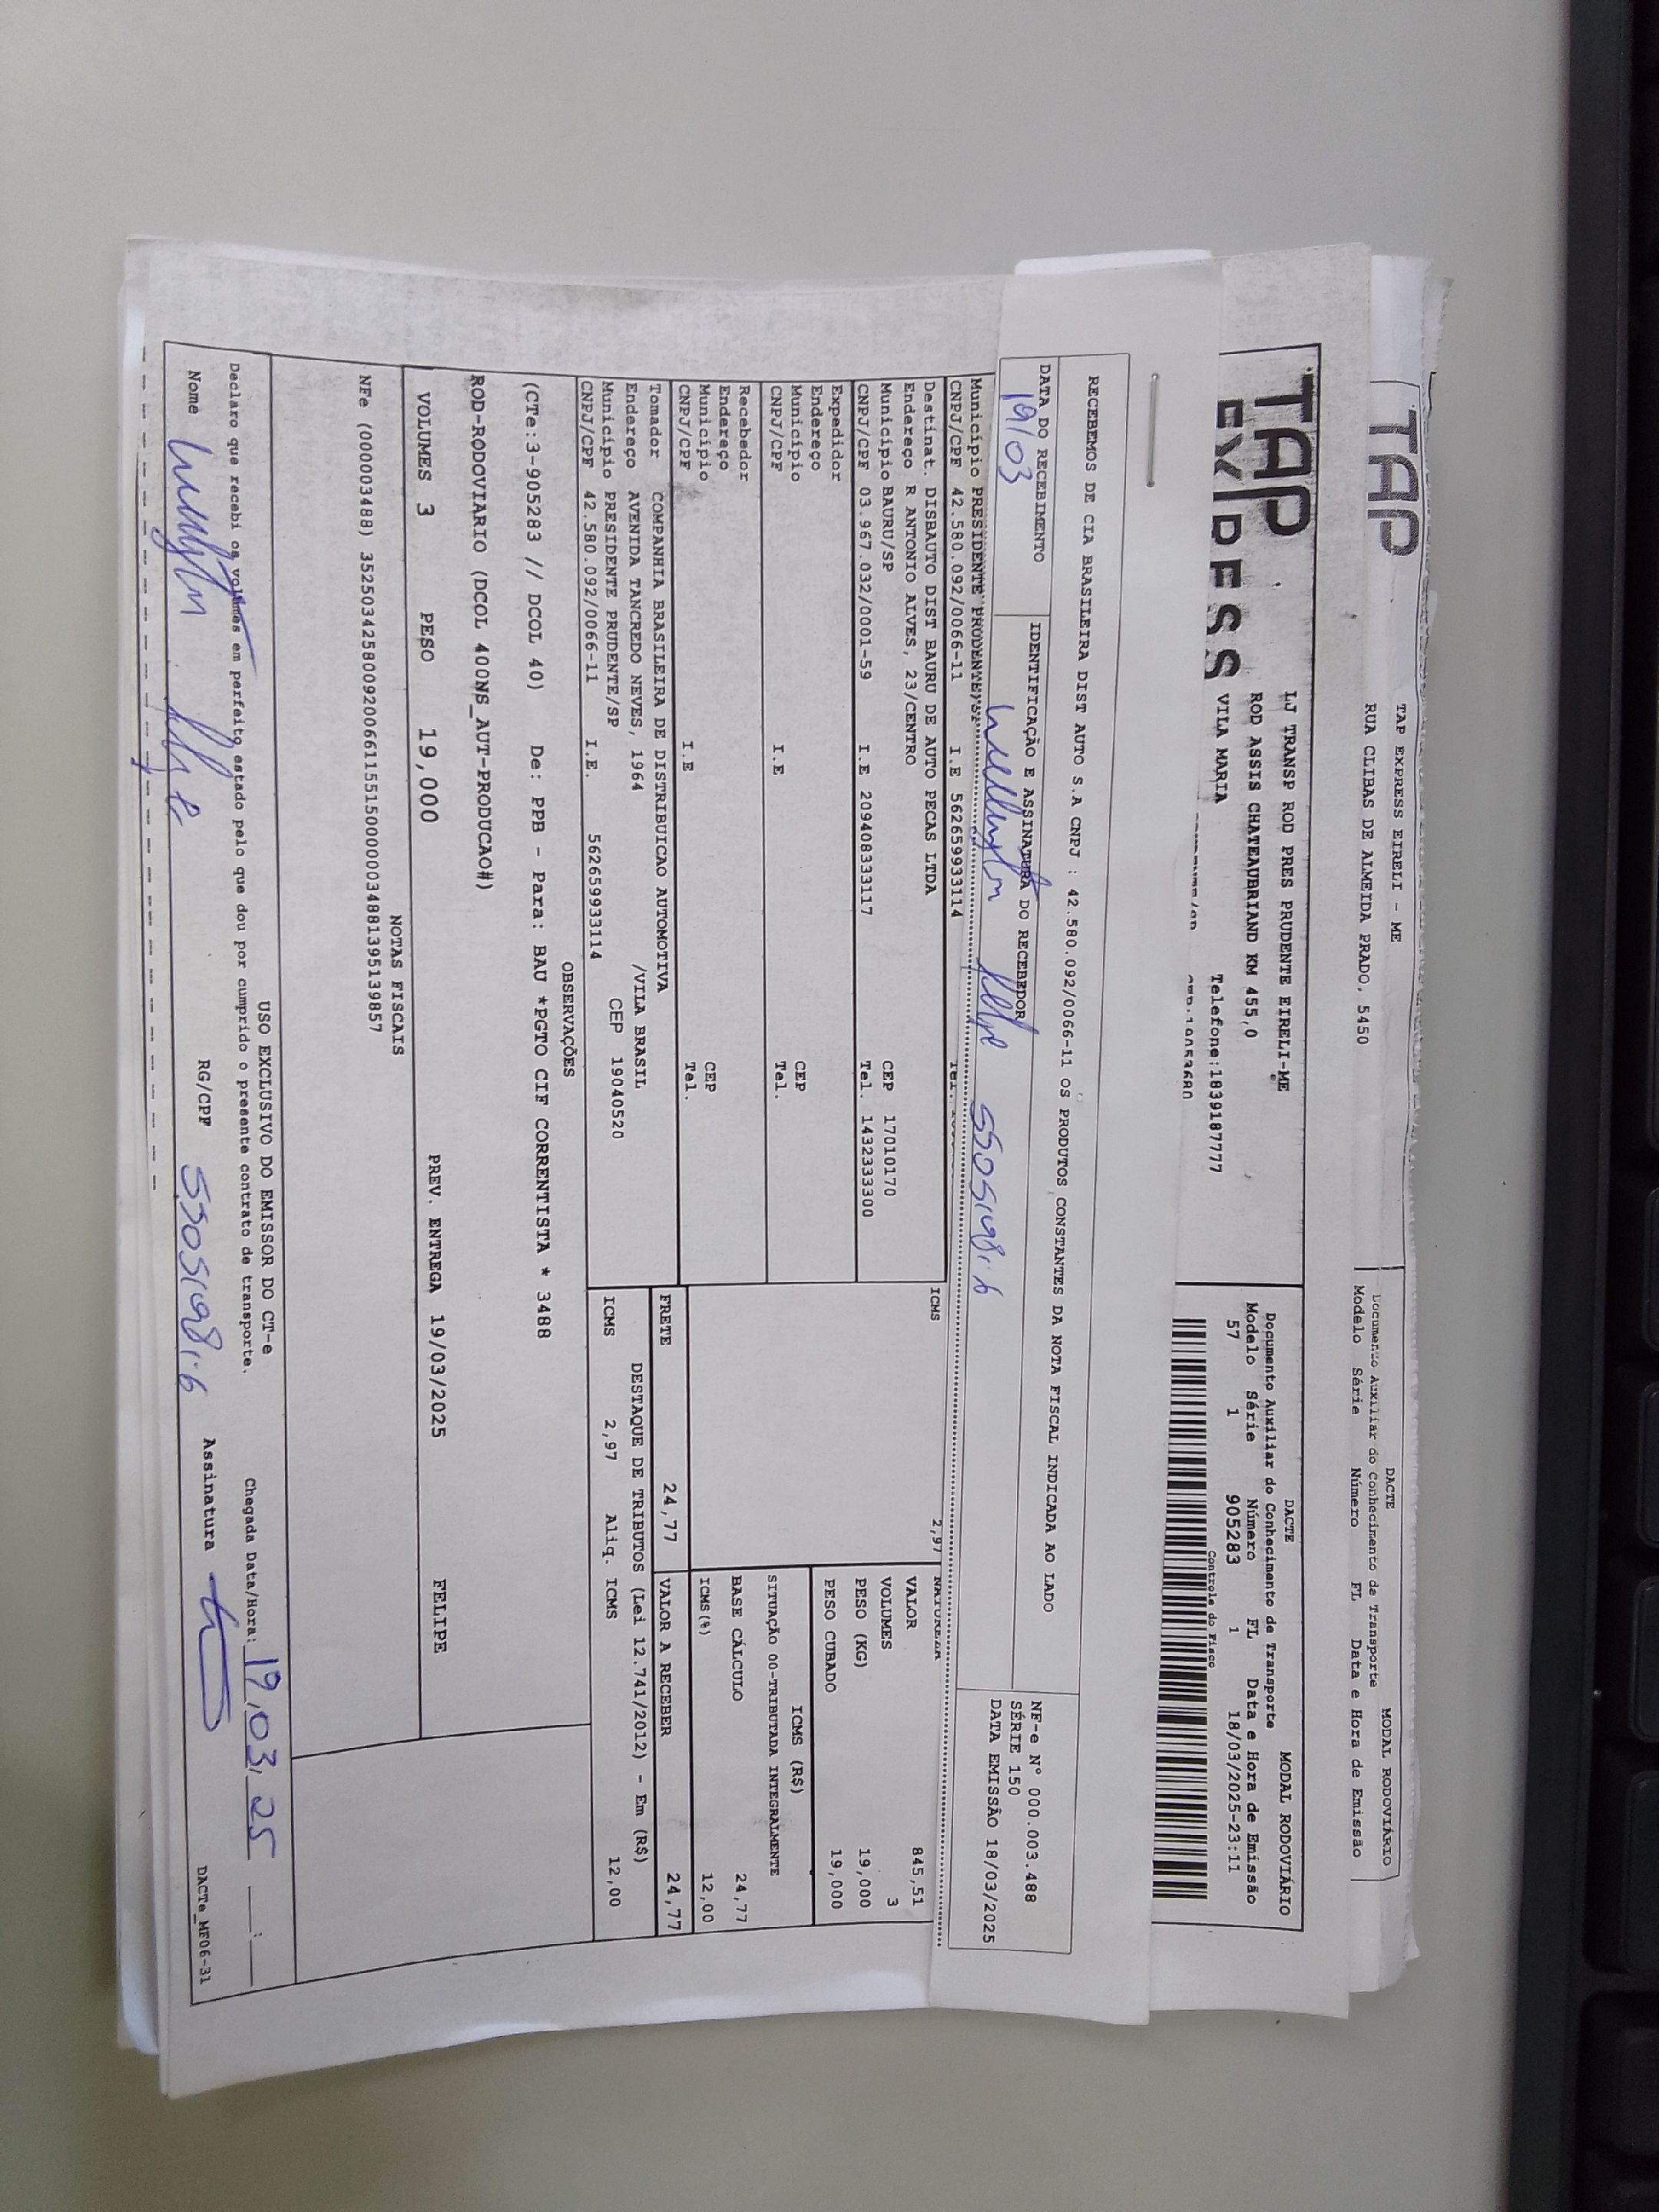 TAP
TAP EXPRESS EIRELI - ME
RUA CLIBAS DE ALMEIDA PRADO, 5450
DACTE MODAL RODOVIÁRIO
Documento Auxiliar do Conhecimento de Transporte
Modelo Série Número FL Data e Hora de Emissão
TAP
EXPRESS
LJ TRANSP ROD PRES PRUDENTE EIRELI-ME
ROD ASSIS CHATEAUBRIAND KM 455,0
VILA MARIA Telefone:1839187777
DACTE MODAL RODOVIÁRIO
Documento Auxiliar do Conhecimento de Transporte
Modelo Série Número FL Data e Hora de Emissão
57 1 905283 1 18/03/2025-23:11
Controle do Fisco
RECEBEMOS DE CIA BRASILEIRA DIST AUTO S.A CNPJ : 42.580.092/0066-11 OS PRODUTOS CONSTANTES DA NOTA FISCAL INDICADA AO LADO
DATA DO RECEBIMENTO IDENTIFICAÇÃO E ASSINATURA DO RECEBEDOR
19/03
NF-e Nº 000.003.488
SÉRIE 150
DATA EMISSÃO 18/03/2025
Município PRESIDENTE PRUDENTE
CNPJ/CPF 42.580.092/0066-11 I.E 562659933114
Destinat. DISBAUTO DIST BAURU DE AUTO PECAS LTDA
Endereço R ANTONIO ALVES, 23/CENTRO
Município BAURU/SP CEP 17010170
CNPJ/CPF 03.967.032/0001-59 I.E 209408333117 Tel. 1432333300
Expedidor
Endereço
Município CEP
CNPJ/CPF I.E Tel.
Recebedor
Endereço
Município CEP
CNPJ/CPF I.E Tel.
Tomador COMPANHIA BRASILEIRA DE DISTRIBUICAO AUTOMOTIVA
Endereço AVENIDA TANCREDO NEVES, 1964 /VILA BRASIL
Município PRESIDENTE PRUDENTE/SP CEP 19040520
CNPJ/CPF 42.580.092/0066-11 I.E. 562659933114
ICMS 2,97
NATUREZA
VALOR 845,51
VOLUMES 3
PESO (KG) 19,000
PESO CUBADO 19,000
ICMS (R$)
SITUAÇÃO 00-TRIBUTADA INTEGRALMENTE
BASE CÁLCULO 24,77
ICMS(%) 12,00
FRETE 24,77 VALOR A RECEBER 24,77
DESTAQUE DE TRIBUTOS (Lei 12.741/2012) - Em (R$)
ICMS 2,97 Aliq. ICMS 12,00
OBSERVAÇÕES
(CTe:3-905283 // DCOL 40) De: PPB - Para: BAU *PGTO CIF CORRENTISTA * 3488
ROD-RODOVIARIO (DCOL 400NS_AUT-PRODUCAO#)
VOLUMES 3 PESO 19,000 PREV. ENTREGA 19/03/2025 FELIPE
NOTAS FISCAIS
NFe (000003488) 35250342580092006611551500000034881395139857
USO EXCLUSIVO DO EMISSOR DO CT-e
Declaro que recebi os volumes em perfeito estado pelo que dou por cumprido o presente contrato de transporte.
Chegada Data/Hora: 19/03/25
Nome RG/CPF Assinatura
DACTe_MF06-31